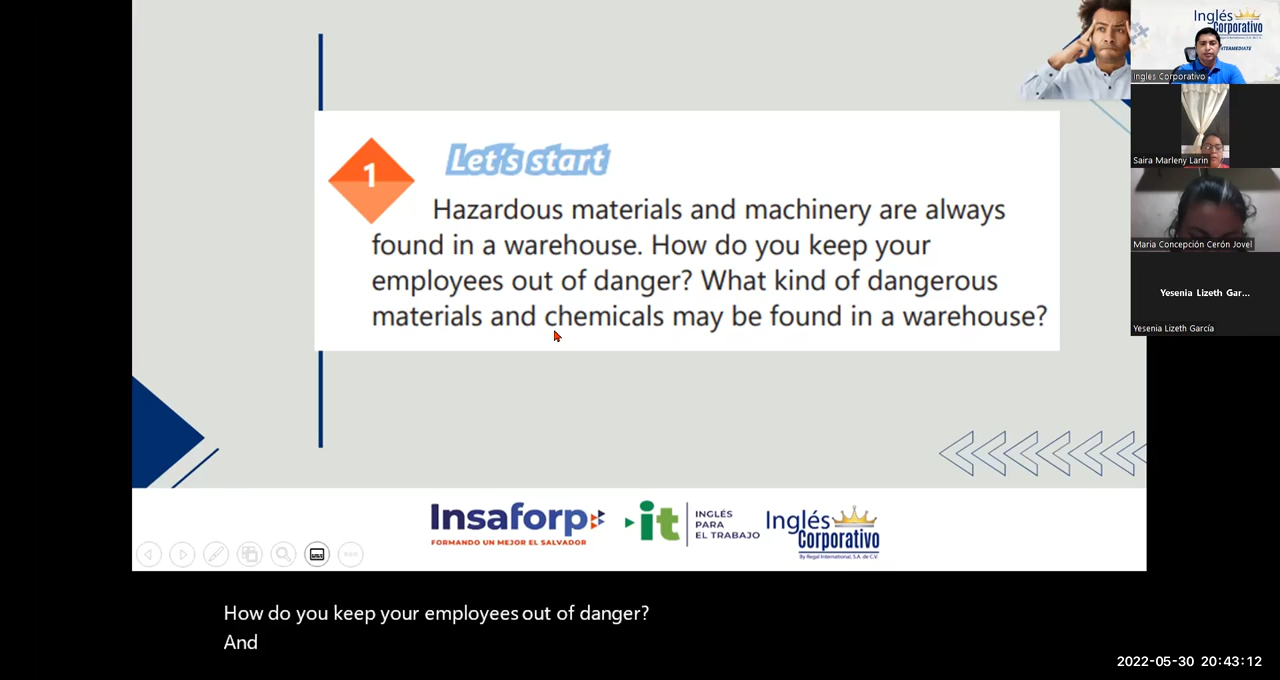 Inglés
Corporativo
INTERMEDIATE
Ingles Corporativo
Saira Marleny Larin
Maria Concepción Cerón Jovel
Yesenia Lizeth Gar...
Yesenia Lizeth García
1
Let's start
Hazardous materials and machinery are always
found in a warehouse. How do you keep your
employees out of danger? What kind of dangerous
materials and chemicals may be found in a warehouse?
Insaforp
FORMANDO UN MEJOR EL SALVADOR
it
INGLÉS
PARA
EL TRABAJO
Inglés
Corporativo
By Regal International, S.A. de C.V.
How do you keep your employees out of danger?
And
2022-05-30 20:43:12